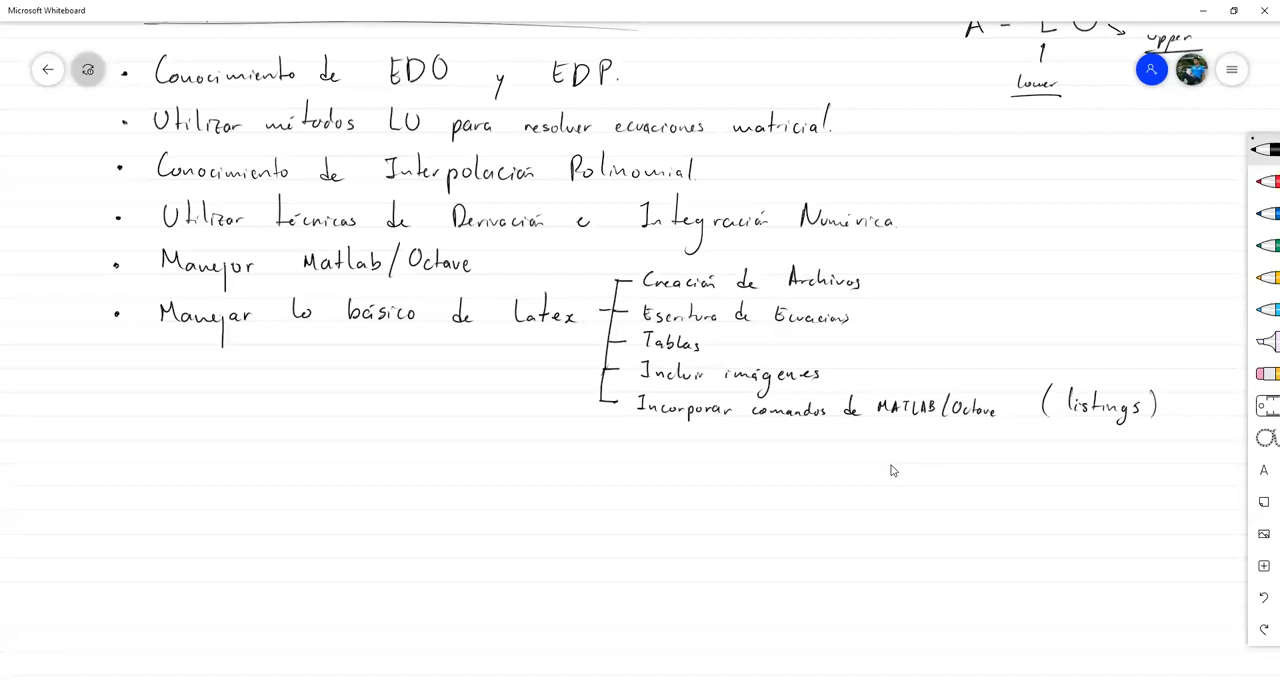 Microsoft Whiteboard
A = L U
upper
lower
• Conocimiento de EDO y EDP.
• Utilizar métodos LU para resolver ecuaciones matricial.
• Conocimiento de Interpolación Polinomial.
• Utilizar técnicas de Derivación e Integración Numérica.
• Manejar Matlab/Octave
• Manejar lo básico de Latex
Creación de Archivos
Escritura de Ecuacions
Tablas
Incluir imágenes
Incorporar comandos de MATLAB/Octave (listings)
A